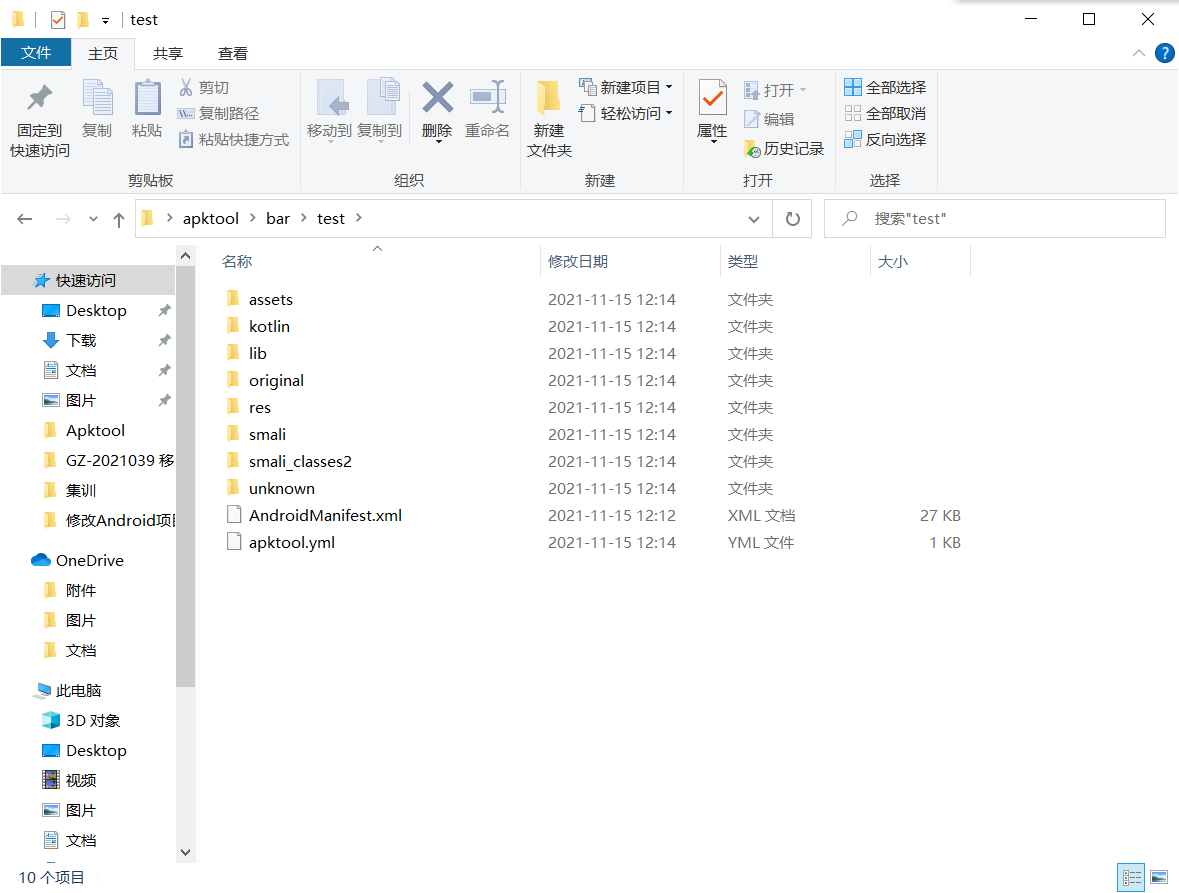 test
文件 主页 共享 查看
固定到
快速访问
复制
粘贴
剪切
复制路径
粘贴快捷方式
剪贴板
移动到
复制到
删除
重命名
组织
新建
文件夹
新建项目
轻松访问
新建
属性
打开
编辑
历史记录
打开
全部选择
全部取消
反向选择
选择
apktool bar test
搜索"test"
快速访问
Desktop
下载
文档
图片
Apktool
GZ-2021039 移
集训
修改Android项目
OneDrive
附件
图片
文档
此电脑
3D 对象
Desktop
视频
图片
文档
名称 修改日期 类型 大小
assets 2021-11-15 12:14 文件夹
kotlin 2021-11-15 12:14 文件夹
lib 2021-11-15 12:14 文件夹
original 2021-11-15 12:14 文件夹
res 2021-11-15 12:14 文件夹
smali 2021-11-15 12:14 文件夹
smali_classes2 2021-11-15 12:14 文件夹
unknown 2021-11-15 12:14 文件夹
AndroidManifest.xml 2021-11-15 12:12 XML 文档 27 KB
apktool.yml 2021-11-15 12:14 YML 文件 1 KB
10 个项目